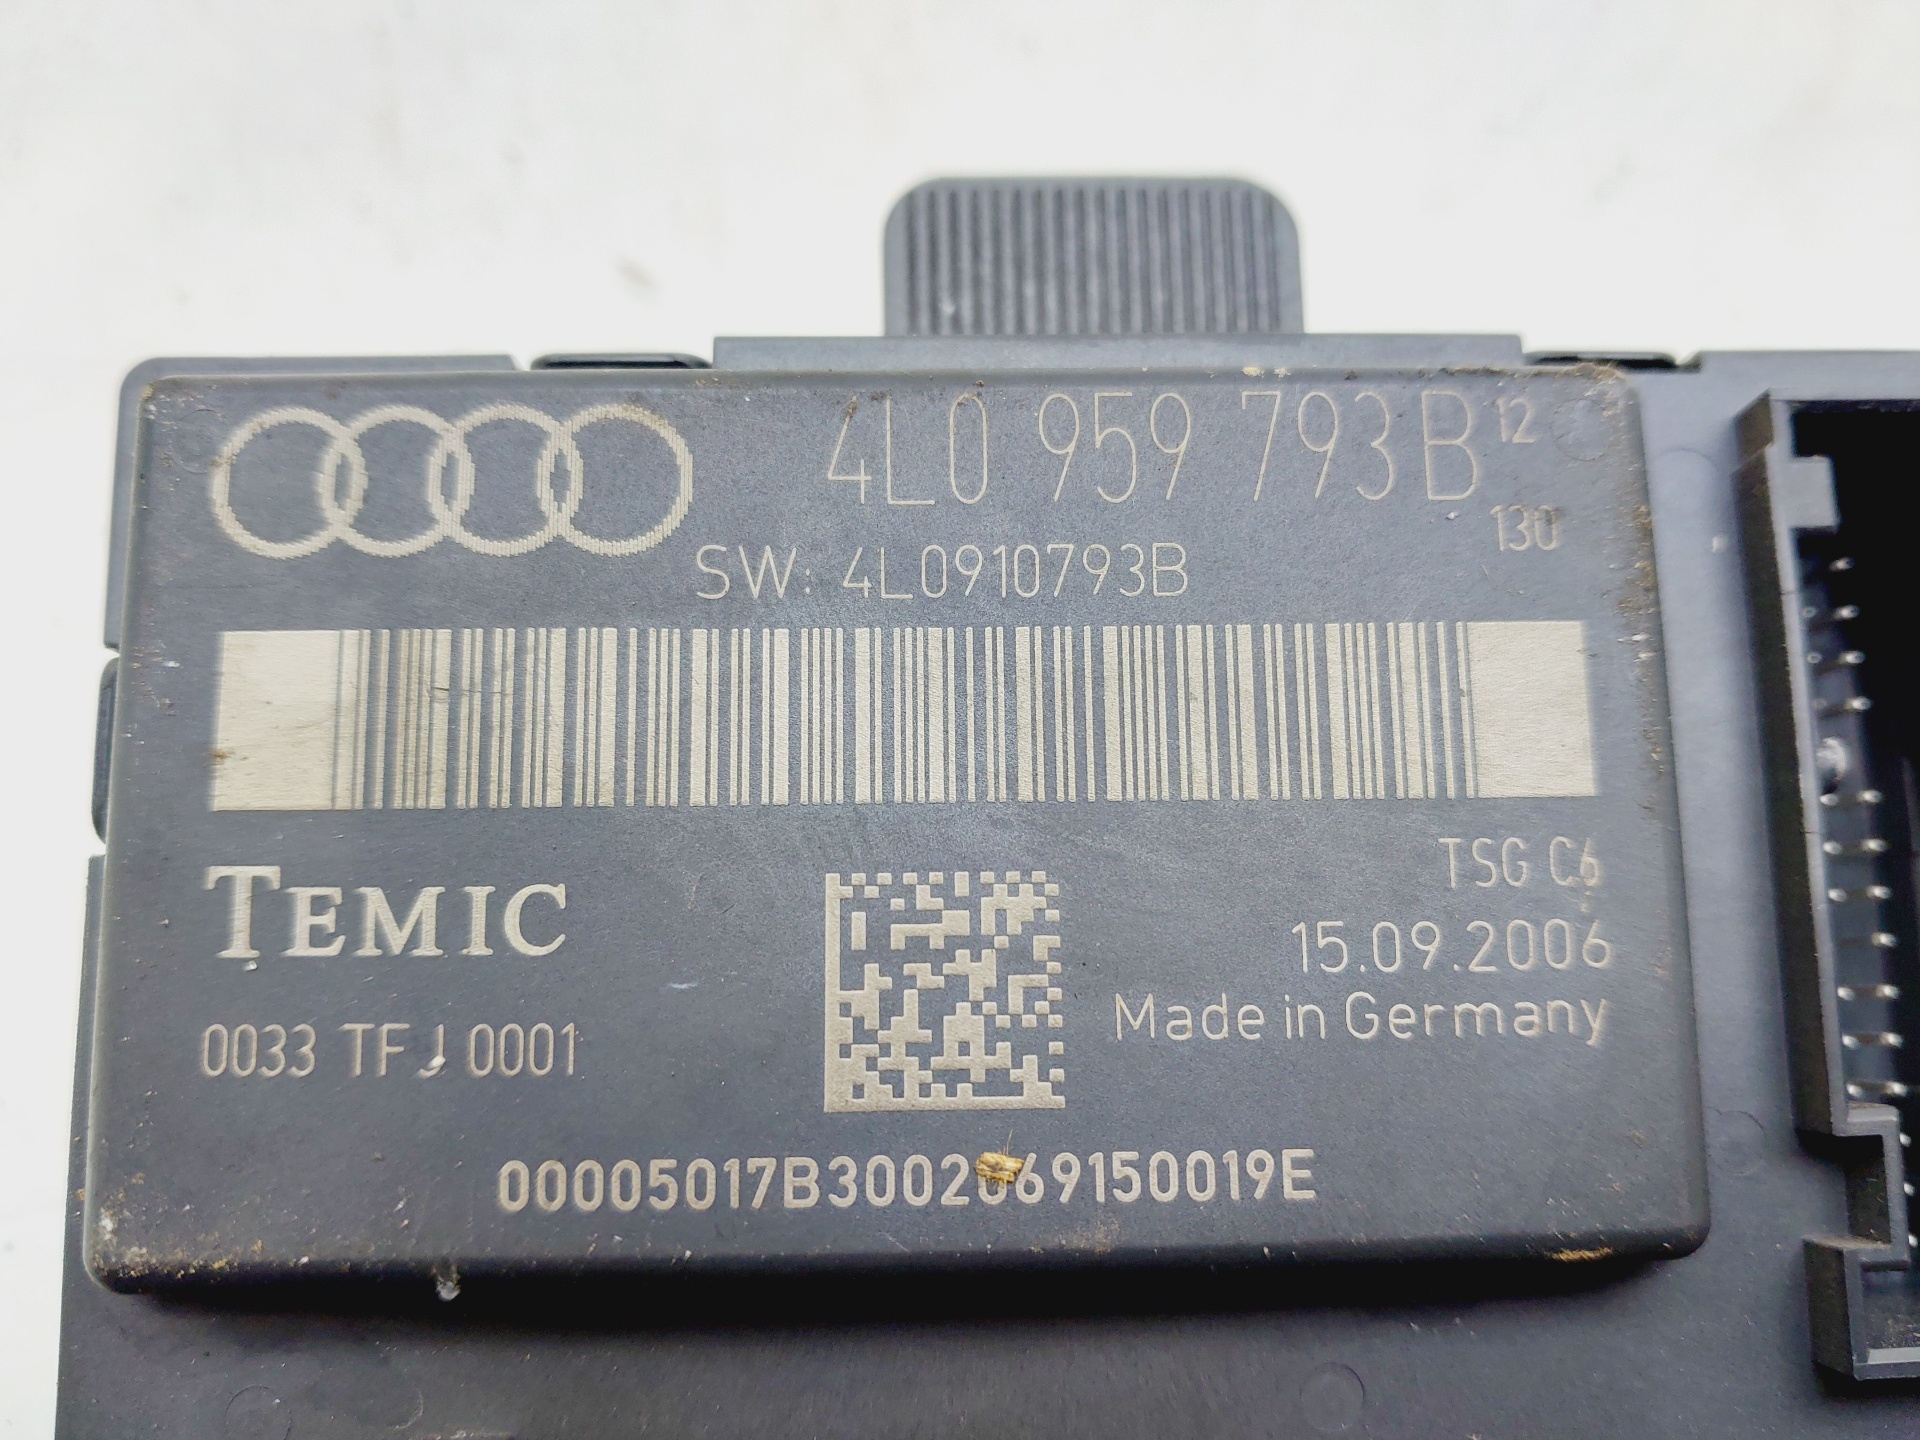 4L0 959 793B 12
130
SW: 4L0910793B
TEMIC
TSG C6
15.09.2006
Made in Germany
0033 TFJ 0001